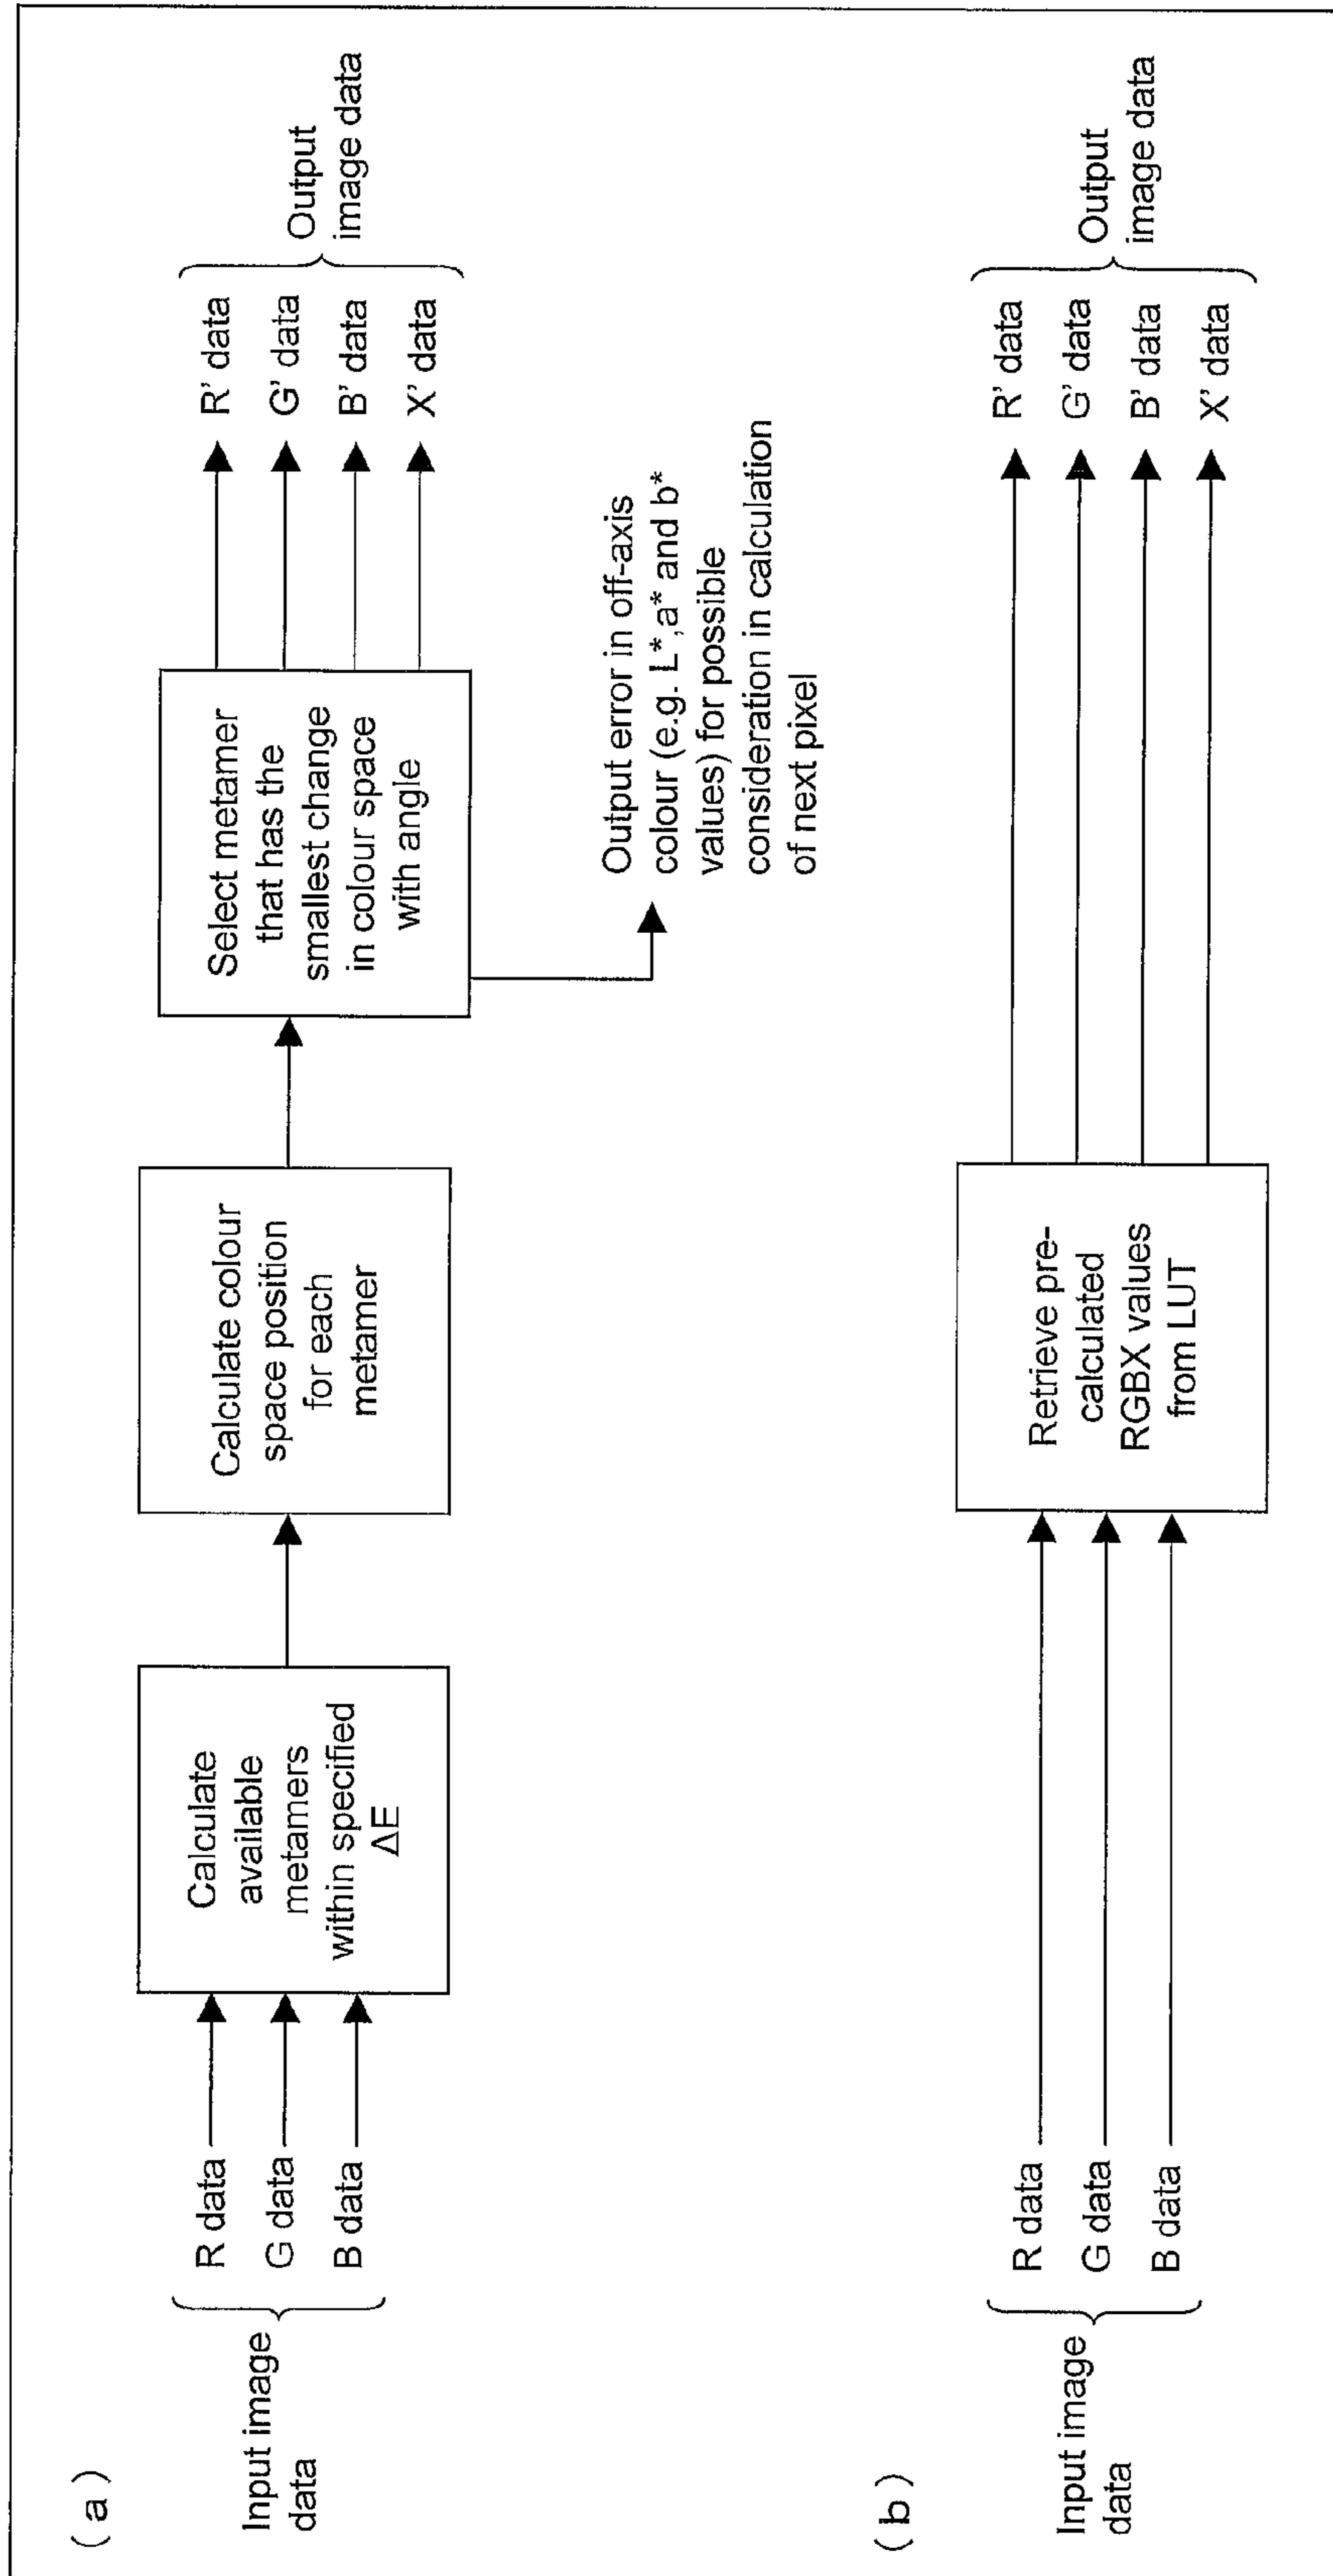 (a)
Input image
data
R data
G data
B data
Calculate
available
metamers
within specified
ΔE
Calculate colour
space position
for each
metamer
Select metamer
that has the
smallest change
in colour space
with angle
R' data
G' data
B' data
X' data
Output
image data
Output error in off-axis
colour (e.g. L*,a* and b*
values) for possible
consideration in calculation
of next pixel
(b)
Input image
data
R data
G data
B data
Retrieve pre-
calculated
RGBX values
from LUT
R' data
G' data
B' data
X' data
Output
image data